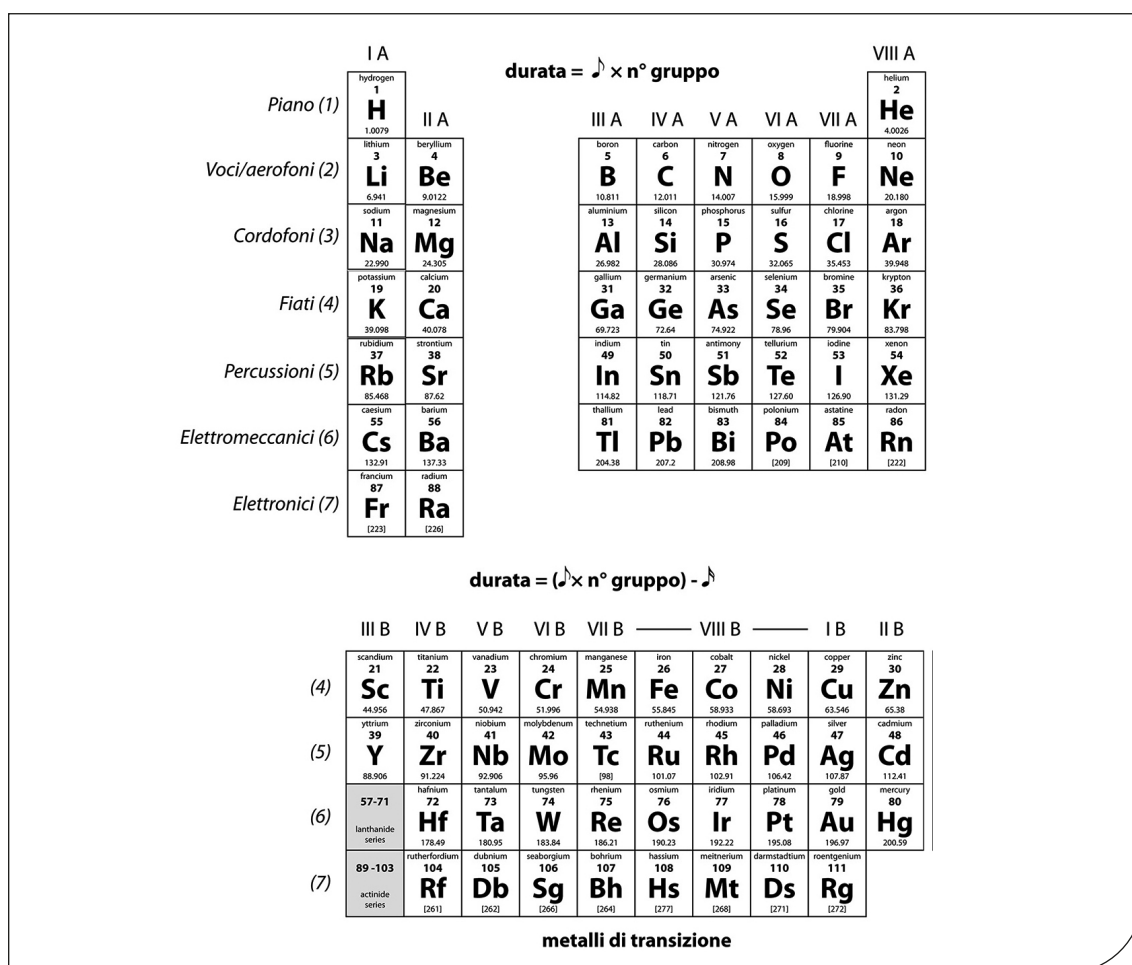 I A VIII A
durata = ♪ × n° gruppo
hydrogen helium
1 2
Piano (1) H He
1.0079 4.0026
II A III A IV A V A VI A VII A
lithium beryllium boron carbon nitrogen oxygen fluorine neon
3 4 5 6 7 8 9 10
Voci/aerofoni (2) Li Be B C N O F Ne
6.941 9.0122 10.811 12.011 14.007 15.999 18.998 20.180
sodium magnesium aluminium silicon phosphorus sulfur chlorine argon
11 12 13 14 15 16 17 18
Cordofoni (3) Na Mg Al Si P S Cl Ar
22.990 24.305 26.982 28.086 30.974 32.065 35.453 39.948
potassium calcium gallium germanium arsenic selenium bromine krypton
19 20 31 32 33 34 35 36
Fiati (4) K Ca Ga Ge As Se Br Kr
39.098 40.078 69.723 72.64 74.922 78.96 79.904 83.798
rubidium strontium indium tin antimony tellurium iodine xenon
37 38 49 50 51 52 53 54
Percussioni (5) Rb Sr In Sn Sb Te I Xe
85.468 87.62 114.82 118.71 121.76 127.60 126.90 131.29
caesium barium thallium lead bismuth polonium astatine radon
55 56 81 82 83 84 85 86
Elettromeccanici (6) Cs Ba Tl Pb Bi Po At Rn
132.91 137.33 204.38 207.2 208.98 [209] [210] [222]
francium radium
87 88
Elettronici (7) Fr Ra
[223] [226]
durata = (♪× n° gruppo) - 𝅘𝅥𝅯
III B IV B V B VI B VII B VIII B I B II B
scandium titanium vanadium chromium manganese iron cobalt nickel copper zinc
21 22 23 24 25 26 27 28 29 30
(4) Sc Ti V Cr Mn Fe Co Ni Cu Zn
44.956 47.867 50.942 51.996 54.938 55.845 58.933 58.693 63.546 65.38
yttrium zirconium niobium molybdenum technetium ruthenium rhodium palladium silver cadmium
39 40 41 42 43 44 45 46 47 48
(5) Y Zr Nb Mo Tc Ru Rh Pd Ag Cd
88.906 91.224 92.906 95.96 [98] 101.07 102.91 106.42 107.87 112.41
hafnium tantalum tungsten rhenium osmium iridium platinum gold mercury
57-71 72 73 74 75 76 77 78 79 80
(6) lanthanide series Hf Ta W Re Os Ir Pt Au Hg
178.49 180.95 183.84 186.21 190.23 192.22 195.08 196.97 200.59
rutherfordium dubnium seaborgium bohrium hassium meitnerium darmstadtium roentgenium
89 -103 104 105 106 107 108 109 110 111
(7) actinide series Rf Db Sg Bh Hs Mt Ds Rg
[261] [262] [266] [264] [277] [268] [271] [272]
metalli di transizione